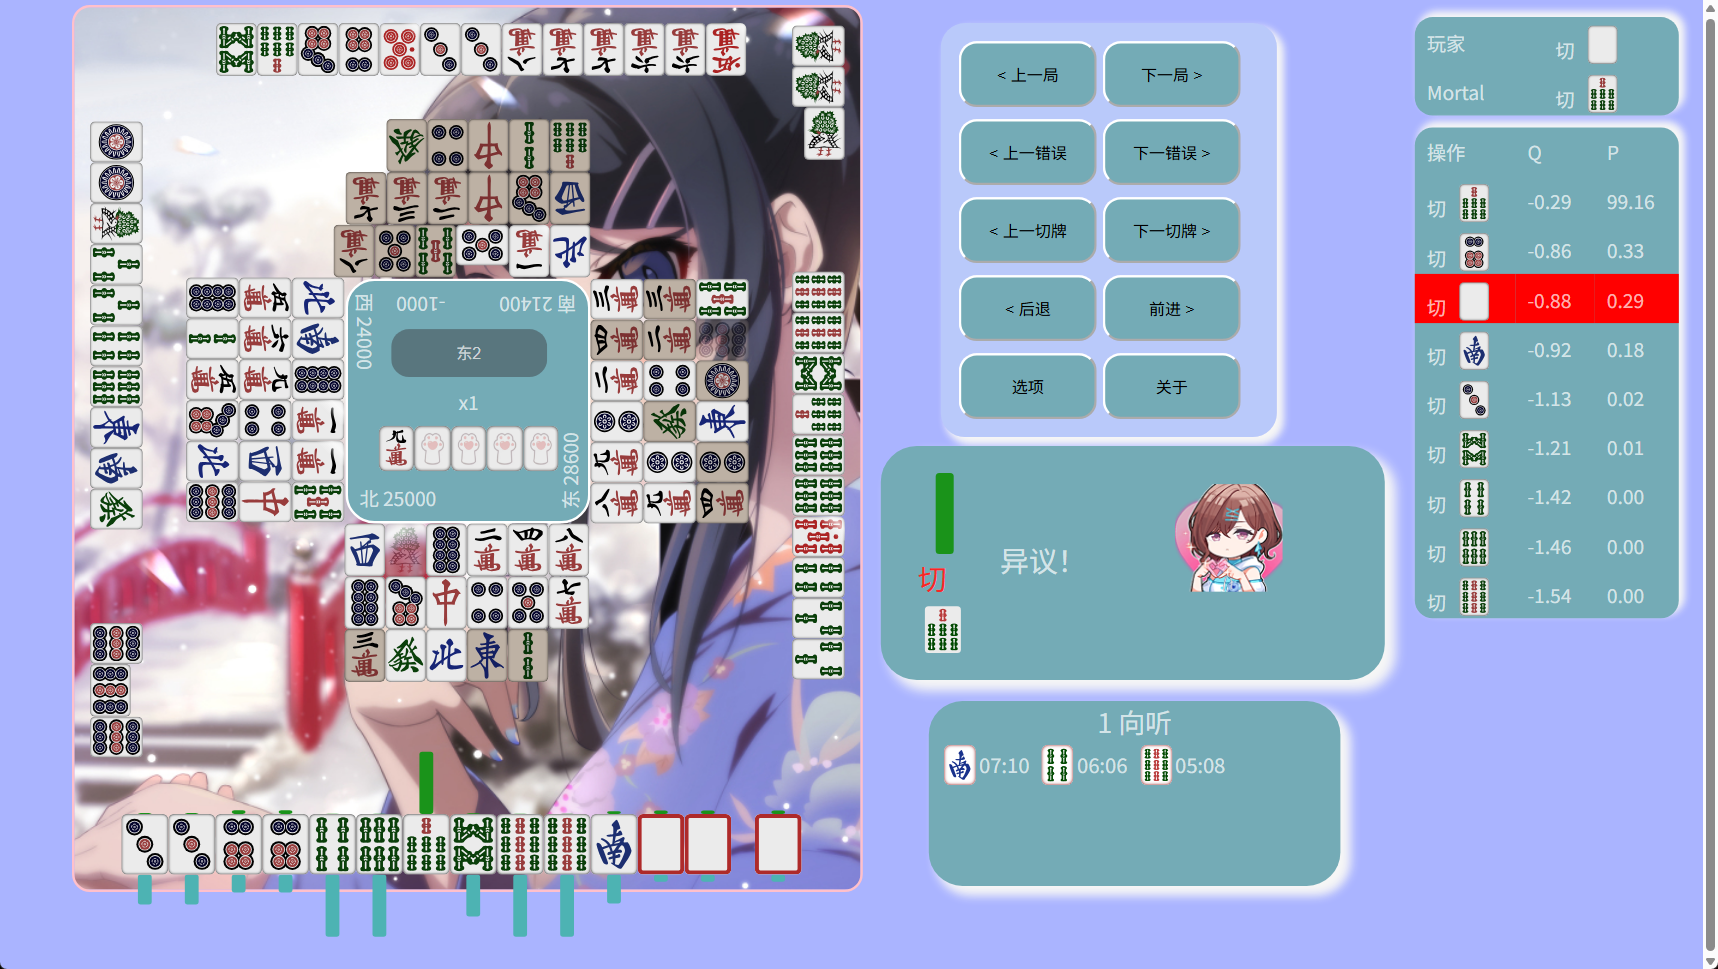 < 上一局
下一局 >
< 上一错误
下一错误 >
< 上一切牌
下一切牌 >
< 后退
前进 >
选项
关于
玩家 切
Mortal 切
操作 Q P
切 -0.29 99.16
切 -0.86 0.33
切 -0.88 0.29
切 -0.92 0.18
切 -1.13 0.02
切 -1.21 0.01
切 -1.42 0.00
切 -1.46 0.00
切 -1.54 0.00
西 24000
-1000
南 21400
东2
x1
北 25000
东 28600
切
异议！
1 向听
07:10 06:06 05:08